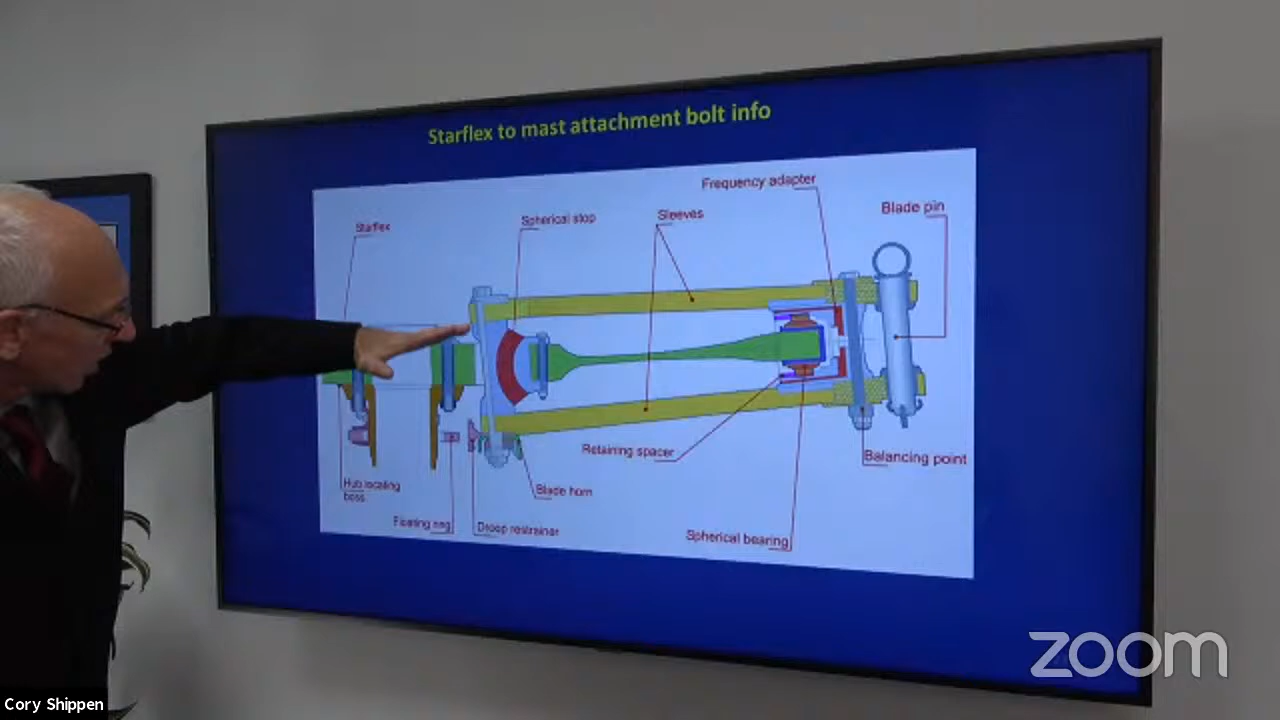 Starflex to mast attachment bolt info
Frequency adapter
Blade pin
Spherical stop
Sleeves
Starflex
Retaining spacer
Balancing point
Hub locating
boss
Blade horn
Floating ring
Droop restrainer
Spherical bearing
zoom
Cory Shippen